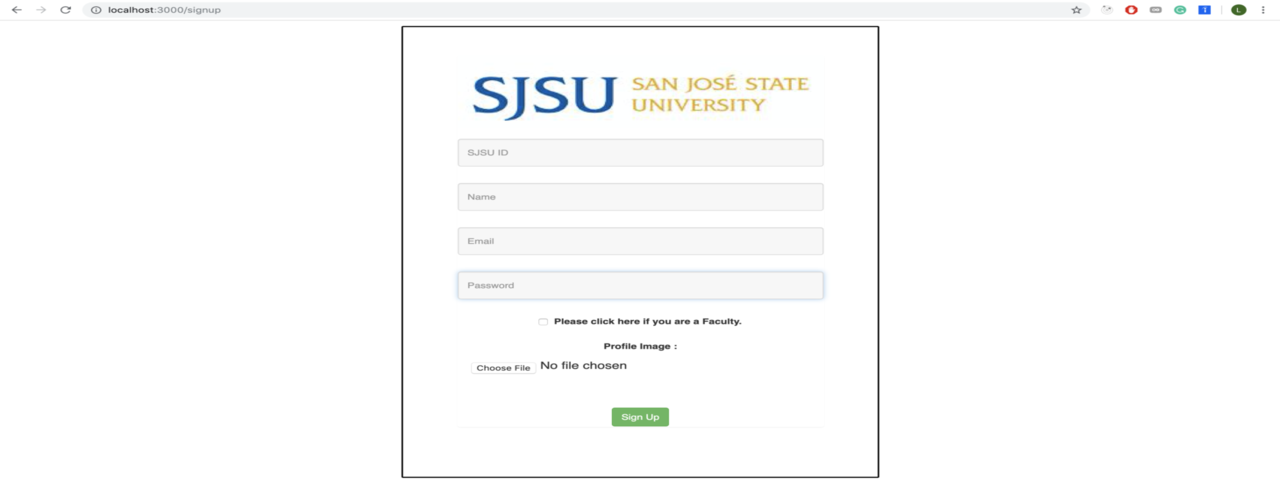 localhost:3000/signup
L
SJSU SAN JOSÉ STATE
UNIVERSITY
SJSU ID
Name
Email
Password
Please click here if you are a Faculty.
Profile Image :
Choose File No file chosen
Sign Up